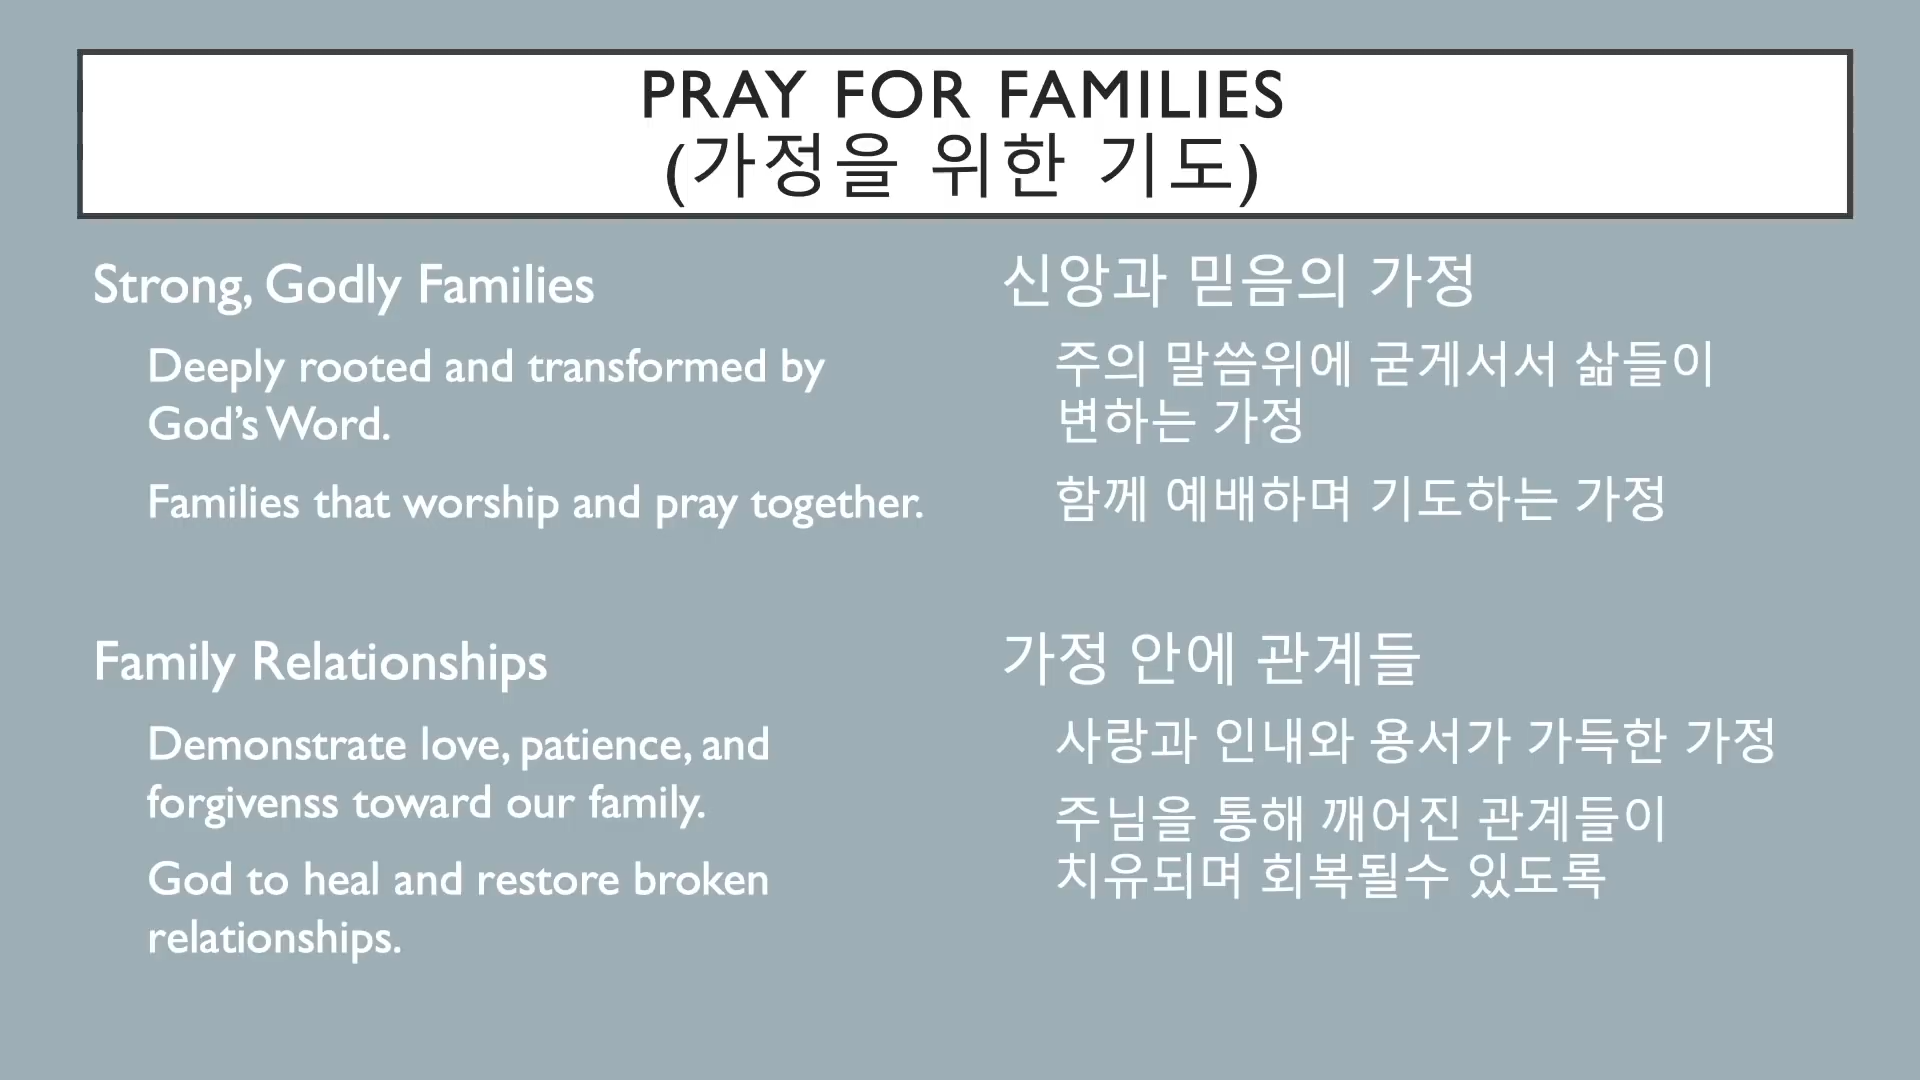 PRAY FOR FAMILIES
(가정을 위한 기도)
Strong, Godly Families
Deeply rooted and transformed by
God's Word.
Families that worship and pray together.
Family Relationships
Demonstrate love, patience, and
forgivenss toward our family.
God to heal and restore broken
relationships.
신앙과 믿음의 가정
주의 말씀위에 굳게서서 삶들이
변하는 가정
함께 예배하며 기도하는 가정
가정 안에 관계들
사랑과 인내와 용서가 가득한 가정
주님을 통해 깨어진 관계들이
치유되며 회복될수 있도록